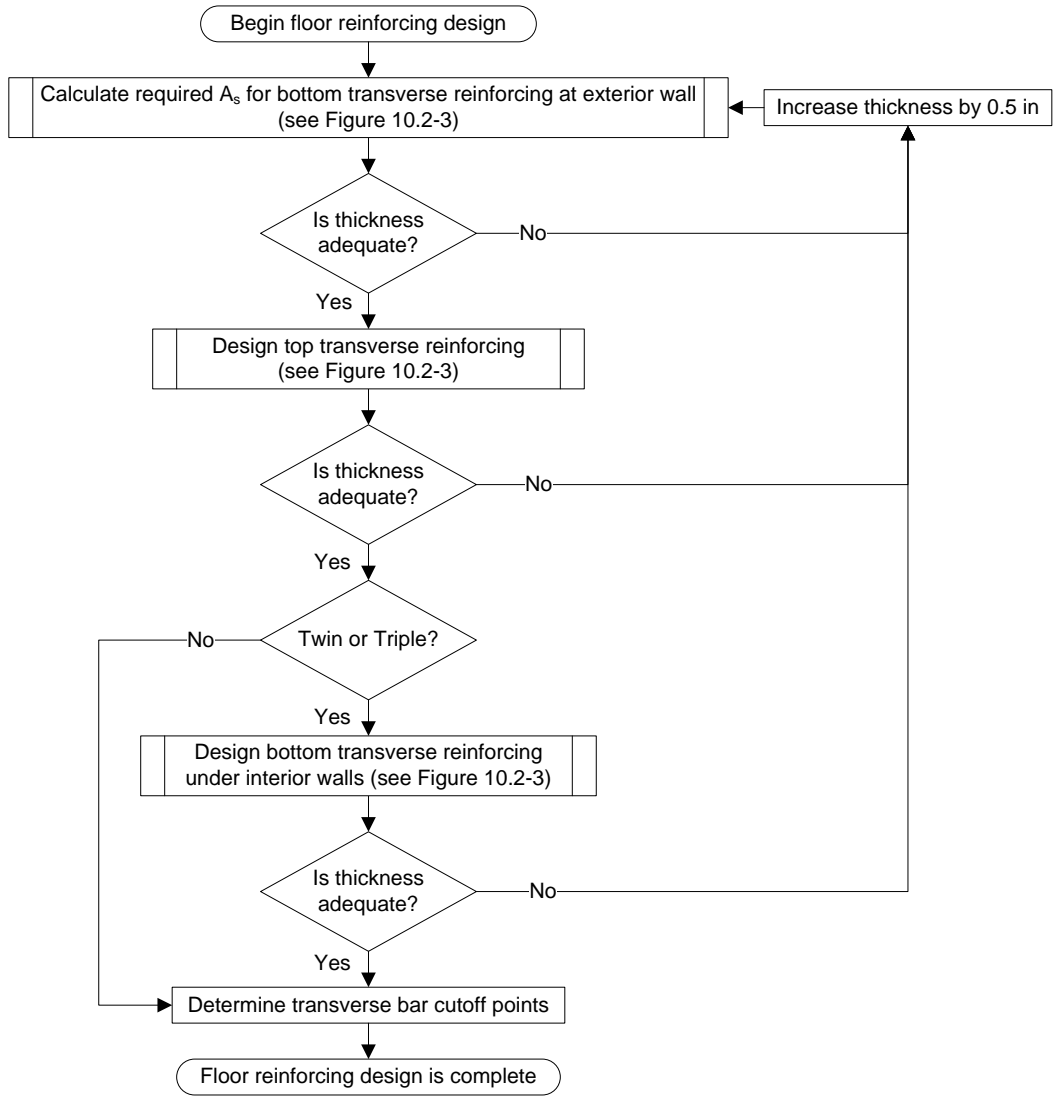 Begin floor reinforcing design
Calculate required As for bottom transverse reinforcing at exterior wall
(see Figure 10.2-3)
Increase thickness by 0.5 in
Is thickness
adequate?
No
Yes
Design top transverse reinforcing
(see Figure 10.2-3)
Is thickness
adequate?
No
Yes
No
Twin or Triple?
Yes
Design bottom transverse reinforcing
under interior walls (see Figure 10.2-3)
Is thickness
adequate?
No
Yes
Determine transverse bar cutoff points
Floor reinforcing design is complete